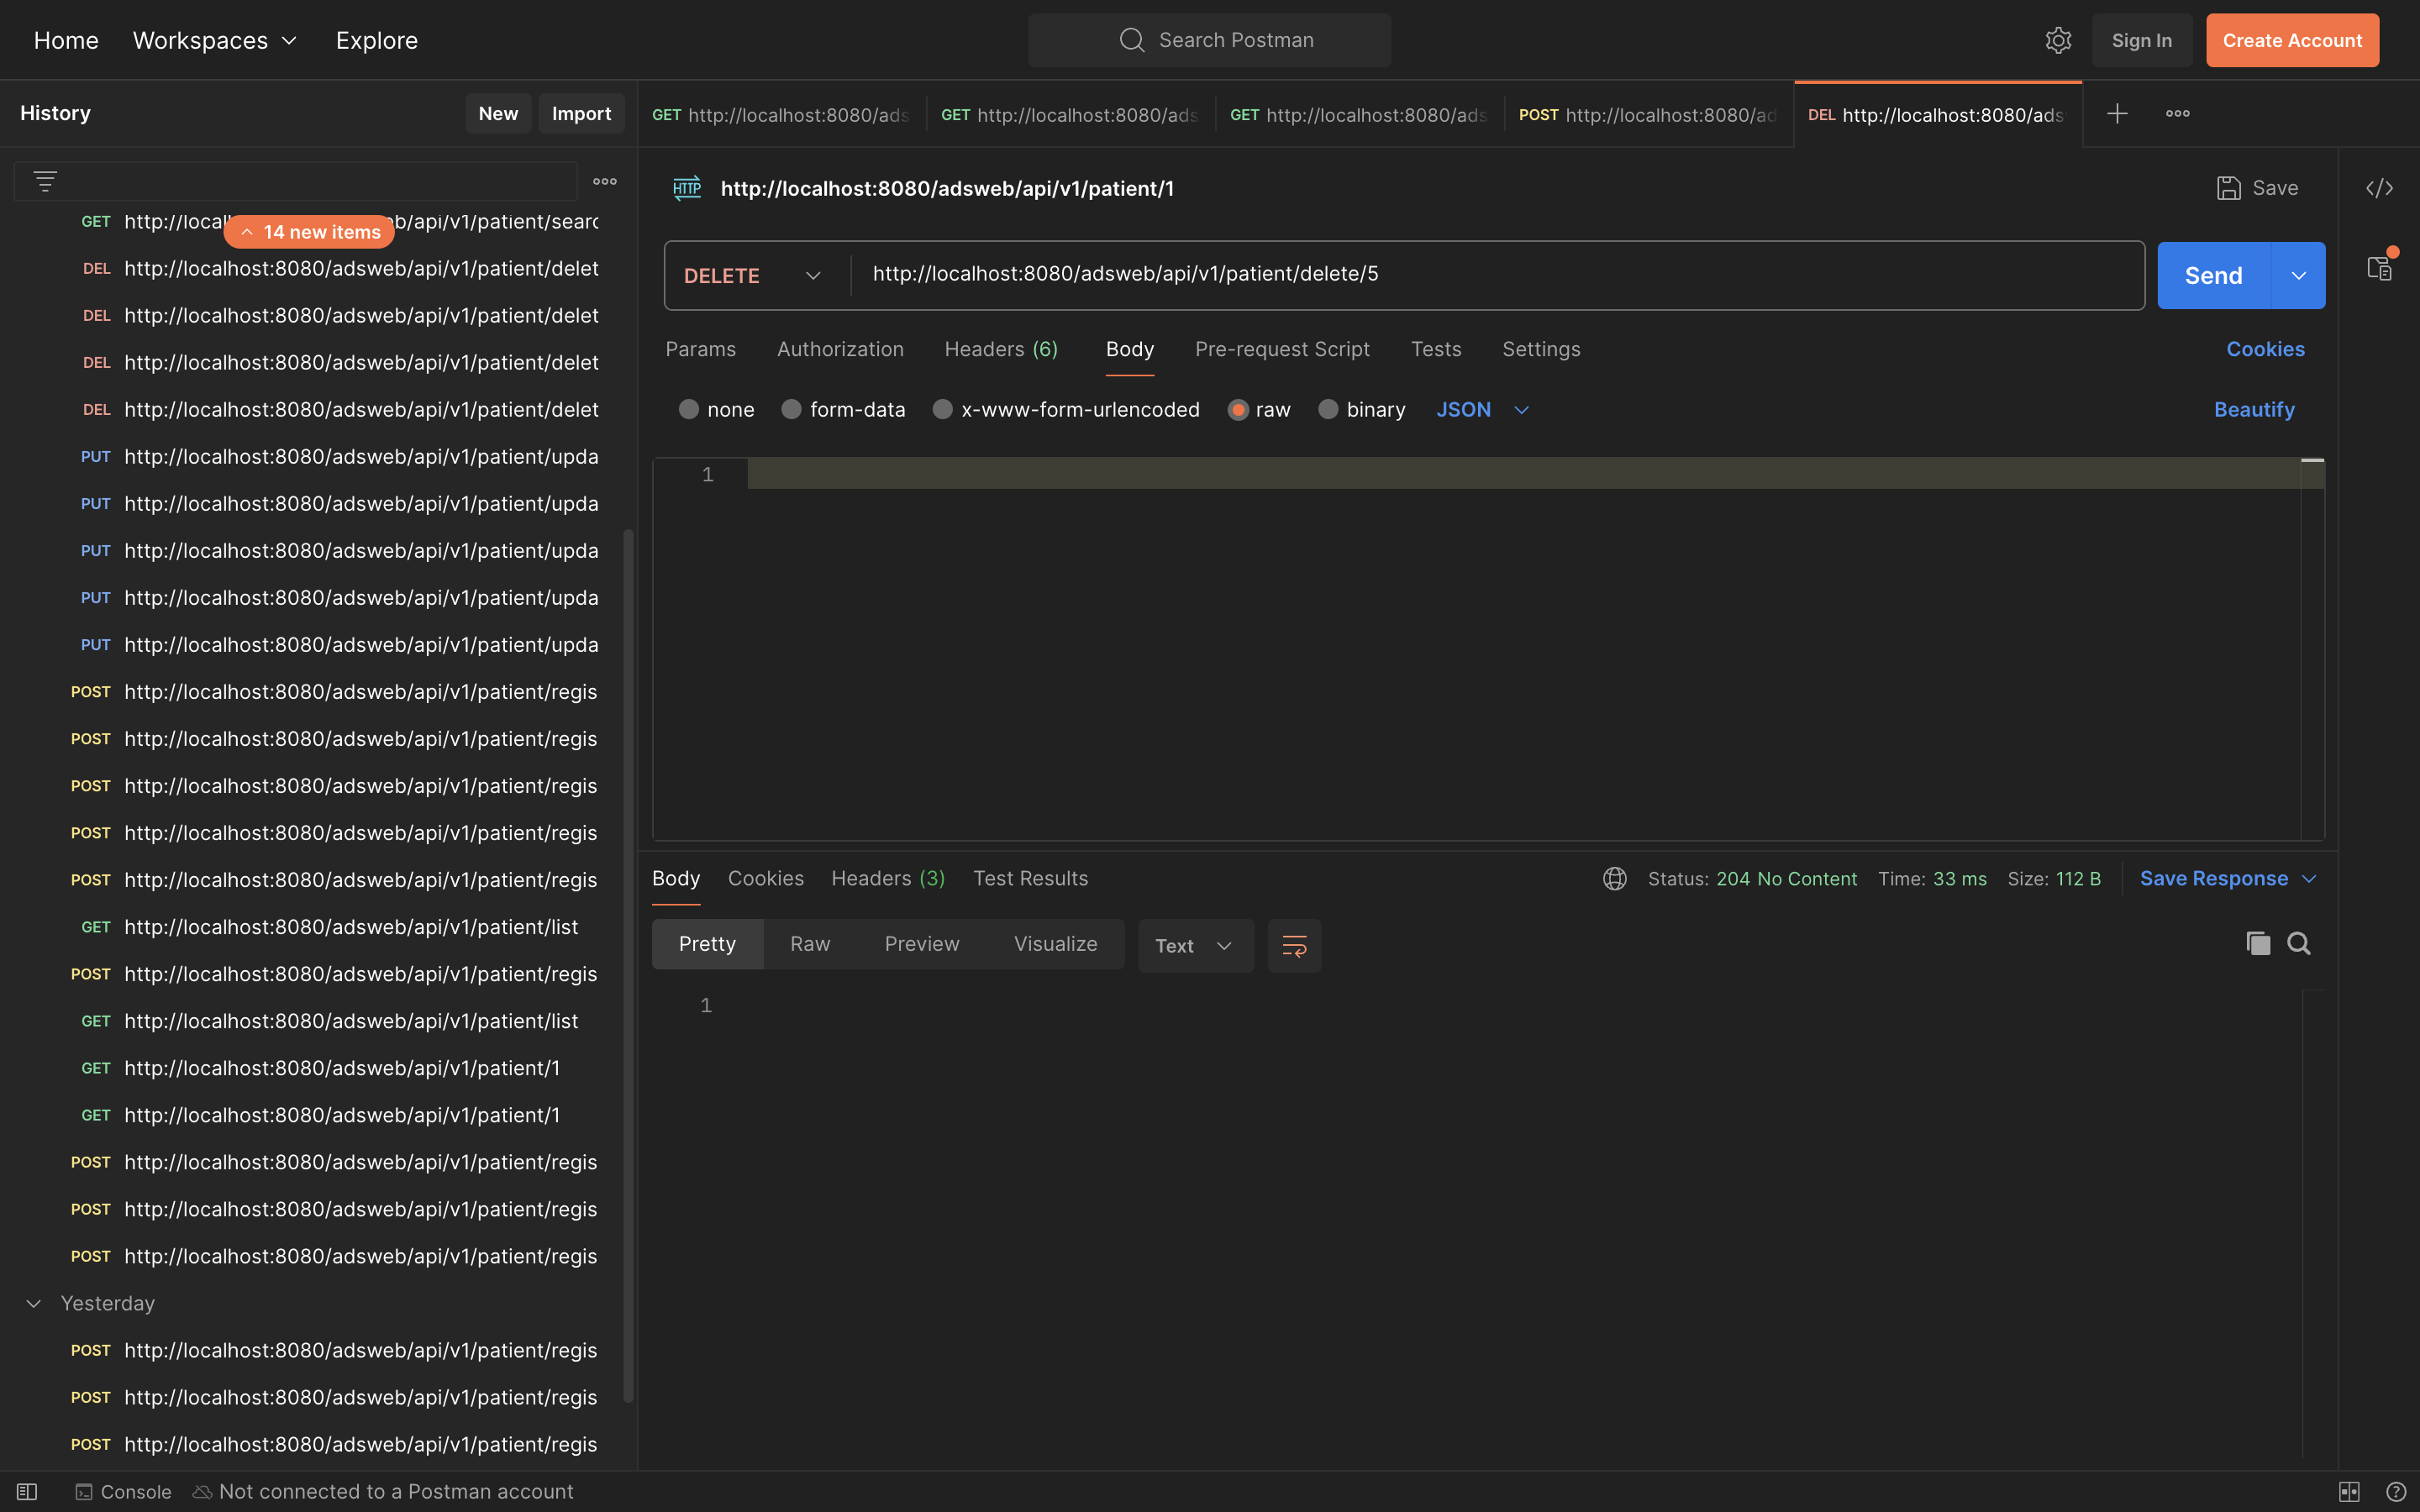 Home Workspaces Explore Search Postman Sign In Create Account
History New Import
GET http://localhost:8080/ads GET http://localhost:8080/ads GET http://localhost:8080/ads POST http://localhost:8080/ad DEL http://localhost:8080/ads
GET http://local b/api/v1/patient/searc
14 new items
DEL http://localhost:8080/adsweb/api/v1/patient/delet
DEL http://localhost:8080/adsweb/api/v1/patient/delet
DEL http://localhost:8080/adsweb/api/v1/patient/delet
DEL http://localhost:8080/adsweb/api/v1/patient/delet
PUT http://localhost:8080/adsweb/api/v1/patient/upda
PUT http://localhost:8080/adsweb/api/v1/patient/upda
PUT http://localhost:8080/adsweb/api/v1/patient/upda
PUT http://localhost:8080/adsweb/api/v1/patient/upda
PUT http://localhost:8080/adsweb/api/v1/patient/upda
POST http://localhost:8080/adsweb/api/v1/patient/regis
POST http://localhost:8080/adsweb/api/v1/patient/regis
POST http://localhost:8080/adsweb/api/v1/patient/regis
POST http://localhost:8080/adsweb/api/v1/patient/regis
POST http://localhost:8080/adsweb/api/v1/patient/regis
GET http://localhost:8080/adsweb/api/v1/patient/list
POST http://localhost:8080/adsweb/api/v1/patient/regis
GET http://localhost:8080/adsweb/api/v1/patient/list
GET http://localhost:8080/adsweb/api/v1/patient/1
GET http://localhost:8080/adsweb/api/v1/patient/1
POST http://localhost:8080/adsweb/api/v1/patient/regis
POST http://localhost:8080/adsweb/api/v1/patient/regis
POST http://localhost:8080/adsweb/api/v1/patient/regis
Yesterday
POST http://localhost:8080/adsweb/api/v1/patient/regis
POST http://localhost:8080/adsweb/api/v1/patient/regis
POST http://localhost:8080/adsweb/api/v1/patient/regis
HTTP http://localhost:8080/adsweb/api/v1/patient/1 Save
DELETE http://localhost:8080/adsweb/api/v1/patient/delete/5 Send
Params Authorization Headers (6) Body Pre-request Script Tests Settings Cookies
none form-data x-www-form-urlencoded raw binary JSON Beautify
1
Body Cookies Headers (3) Test Results Status: 204 No Content Time: 33 ms Size: 112 B Save Response
Pretty Raw Preview Visualize Text
1
Console Not connected to a Postman account